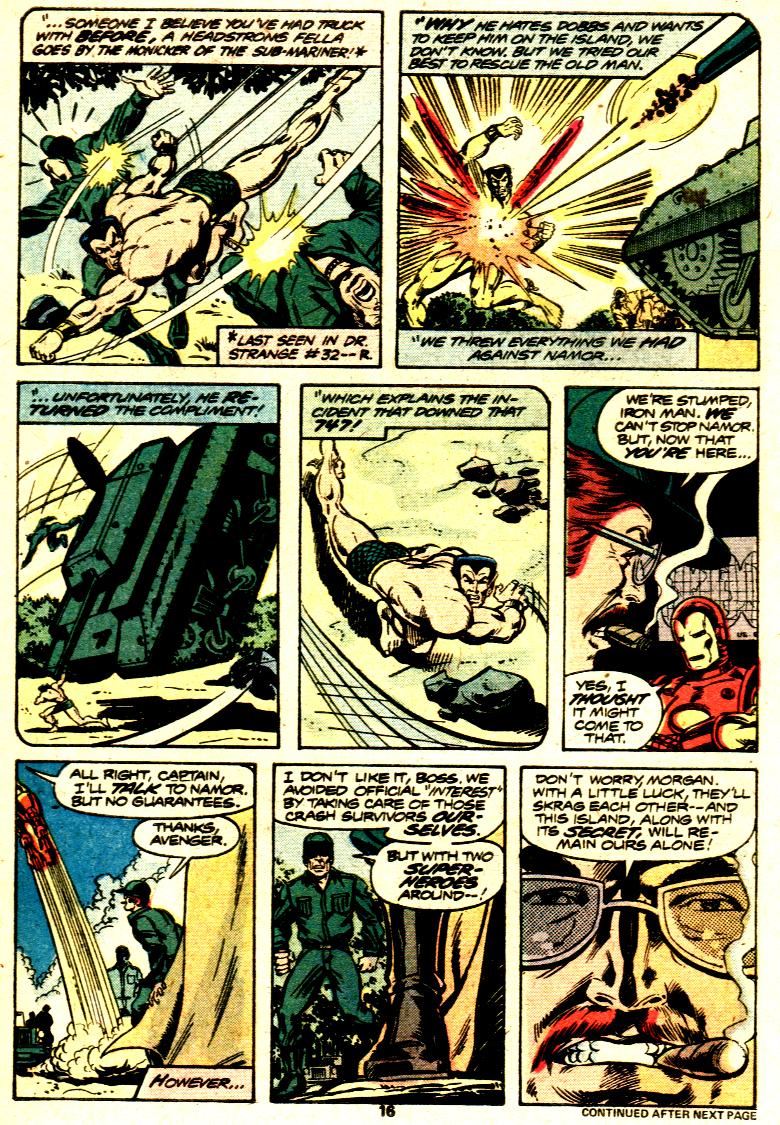 "...SOMEONE I BELIEVE YOU'VE HAD TRUCK
WITH BEFORE, A HEADSTRONG FELLA
GOES BY THE MONICKER OF THE SUB-MARINER!*
*LAST SEEN IN DR.
STRANGE #32--R.
"WHY HE HATES DOBBS AND WANTS
TO KEEP HIM ON THE ISLAND, WE
DON'T KNOW. BUT WE TRIED OUR
BEST TO RESCUE THE OLD MAN.
"WE THREW EVERYTHING WE HAD
AGAINST NAMOR...
"...UNFORTUNATELY, HE RE-
TURNED THE COMPLIMENT!
"WHICH EXPLAINS THE IN-
CIDENT THAT DOWNED THAT
747!
WE'RE STUMPED,
IRON MAN. WE
CAN'T STOP NAMOR.
BUT, NOW THAT
YOU'RE HERE...
YES, I
THOUGHT
IT MIGHT
COME TO
THAT.
ALL RIGHT, CAPTAIN,
I'LL TALK TO NAMOR.
BUT NO GUARANTEES.
THANKS,
AVENGER.
HOWEVER...
I DON'T LIKE IT, BOSS. WE
AVOIDED OFFICIAL "INTEREST"
BY TAKING CARE OF THOSE
CRASH SURVIVORS OUR-
SELVES.
BUT WITH TWO
SUPER-
HEROES
AROUND--!
DON'T WORRY, MORGAN.
WITH A LITTLE LUCK, THEY'LL
SKRAG EACH OTHER--AND
THIS ISLAND, ALONG WITH
ITS SECRET, WILL RE-
MAIN OURS ALONE!
16
CONTINUED AFTER NEXT PAGE